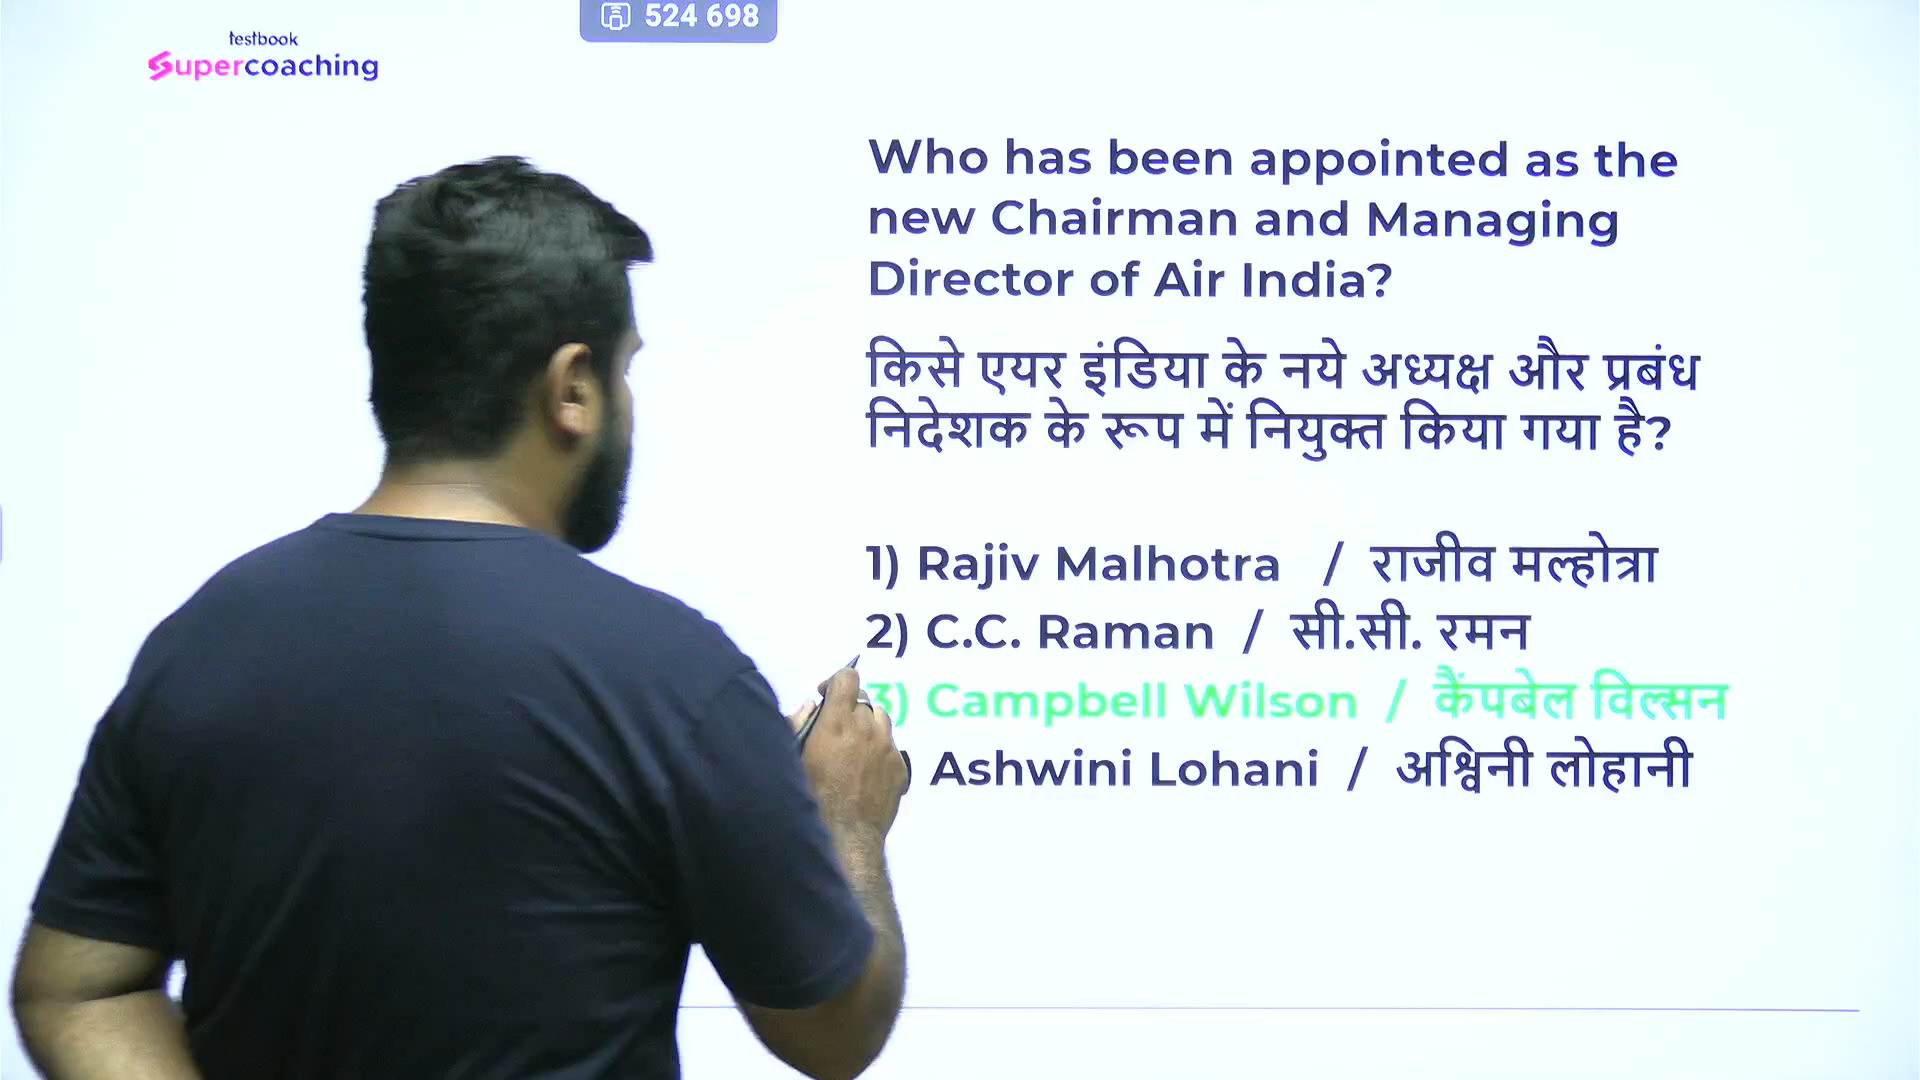 testbook
Supercoaching
524 698
Who has been appointed as the
new Chairman and Managing
Director of Air India?
किसे एयर इंडिया के नये अध्यक्ष और प्रबंध
निदेशक के रूप में नियुक्त किया गया है?
1) Rajiv Malhotra / राजीव मल्होत्रा
2) C.C. Raman / सी.सी. रमन
3) Campbell Wilson / कैंपबेल विल्सन
) Ashwini Lohani / अश्विनी लोहानी